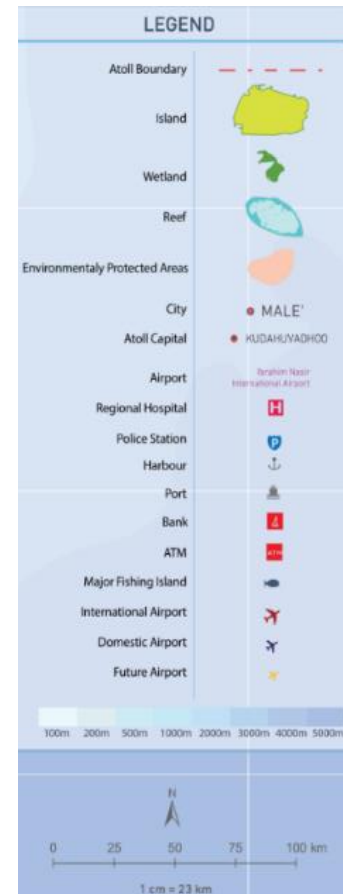 LEGEND
Atoll Boundary
Island
Wetland
Reef
Environmentaly Protected Areas
City MALE'
Atoll Capital KUDAHUVADHOO
Airport Ibrahim Nasir
International Airport
Regional Hospital H
Police Station P
Harbour
Port
Bank
ATM ATM
Major Fishing Island
International Airport
Domestic Airport
Future Airport
100m 200m 500m 1000m 2000m 3000m 4000m 5000m
N
0 25 50 75 100 km
1 cm = 23 km